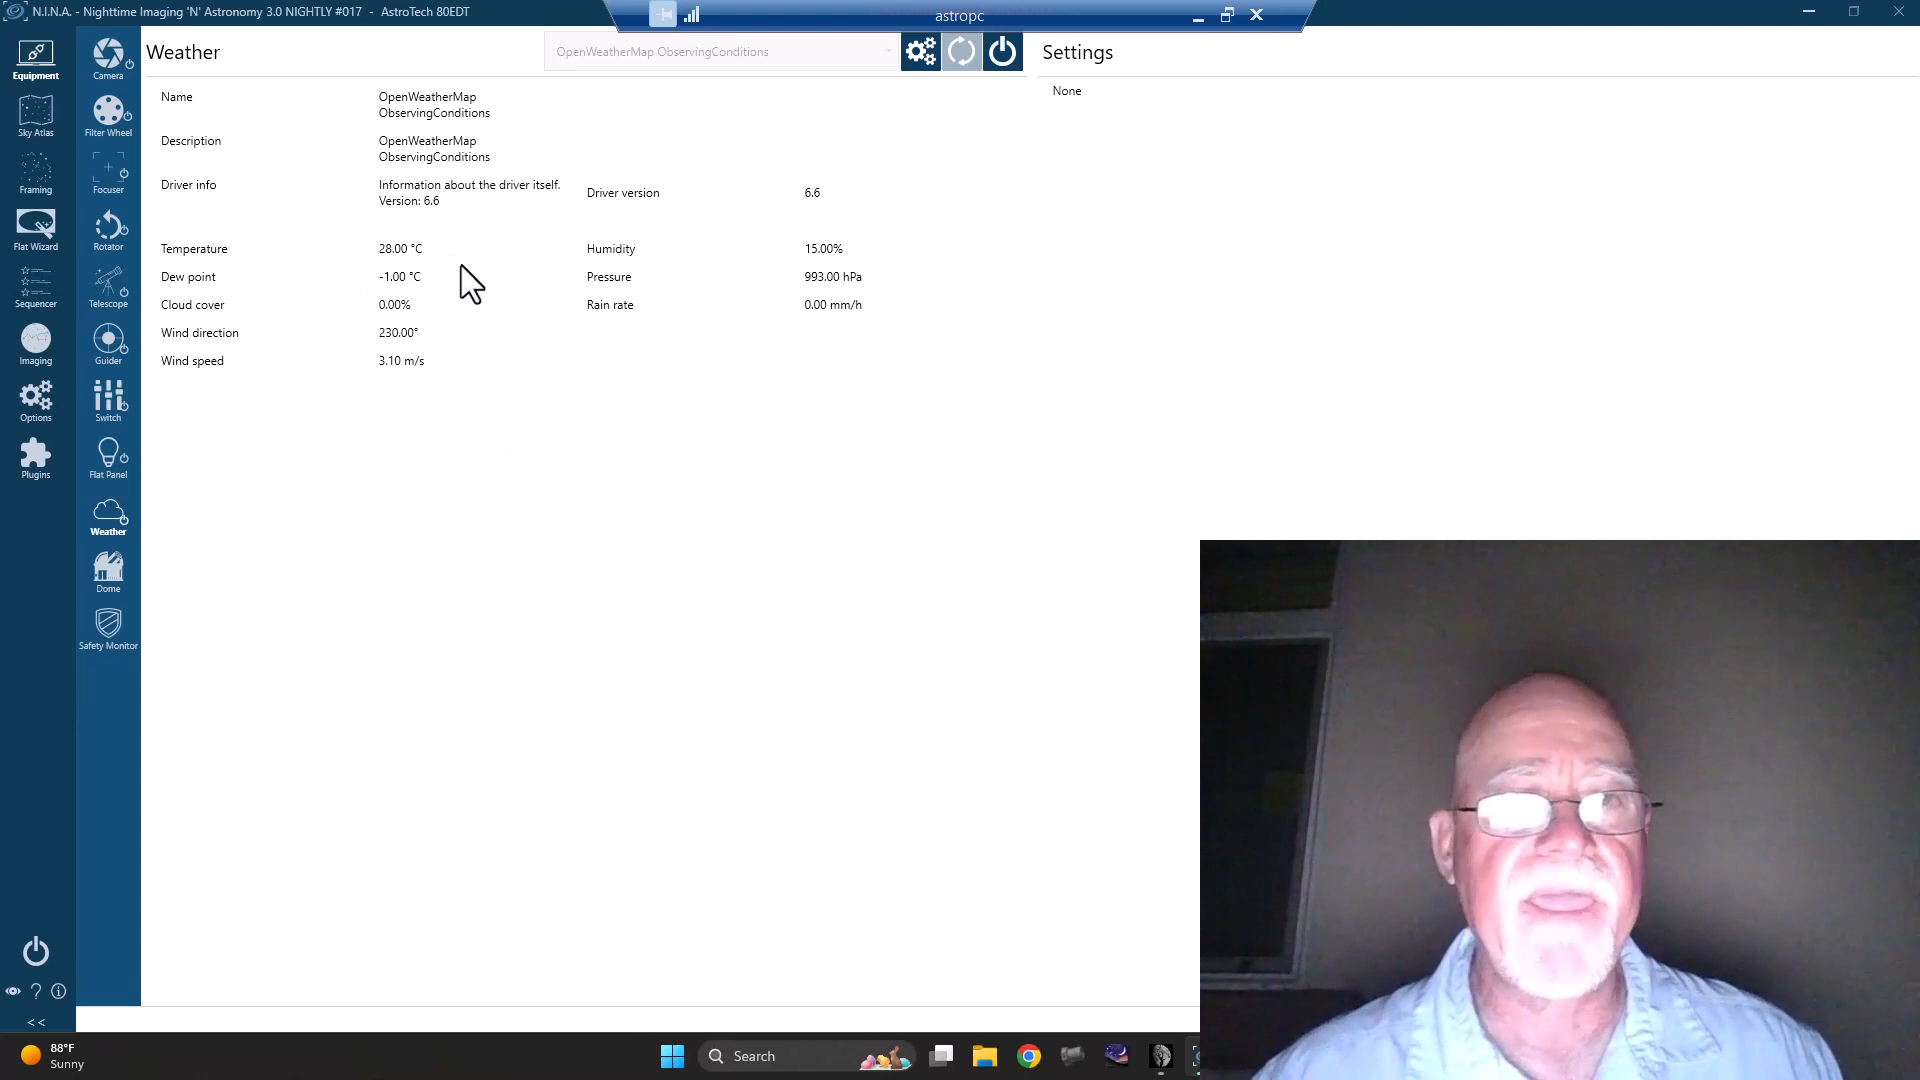 N.I.N.A. - Nighttime Imaging 'N' Astronomy 3.0 NIGHTLY #017 - AstroTech 80EDT
astropc
Equipment
Sky Atlas
Framing
Flat Wizard
Sequencer
Imaging
Options
Plugins
?
<<
Camera
Filter Wheel
Focuser
Rotator
Telescope
Guider
Switch
Flat Panel
Weather
Dome
Safety Monitor
Weather
OpenWeatherMap ObservingConditions
Name
OpenWeatherMap
ObservingConditions
Description
OpenWeatherMap
ObservingConditions
Driver info
Information about the driver itself.
Version: 6.6
Driver version 6.6
Temperature 28.00 °C Humidity 15.00%
Dew point -1.00 °C Pressure 993.00 hPa
Cloud cover 0.00% Rain rate 0.00 mm/h
Wind direction 230.00°
Wind speed 3.10 m/s
Settings
None
88°F
Sunny
Search